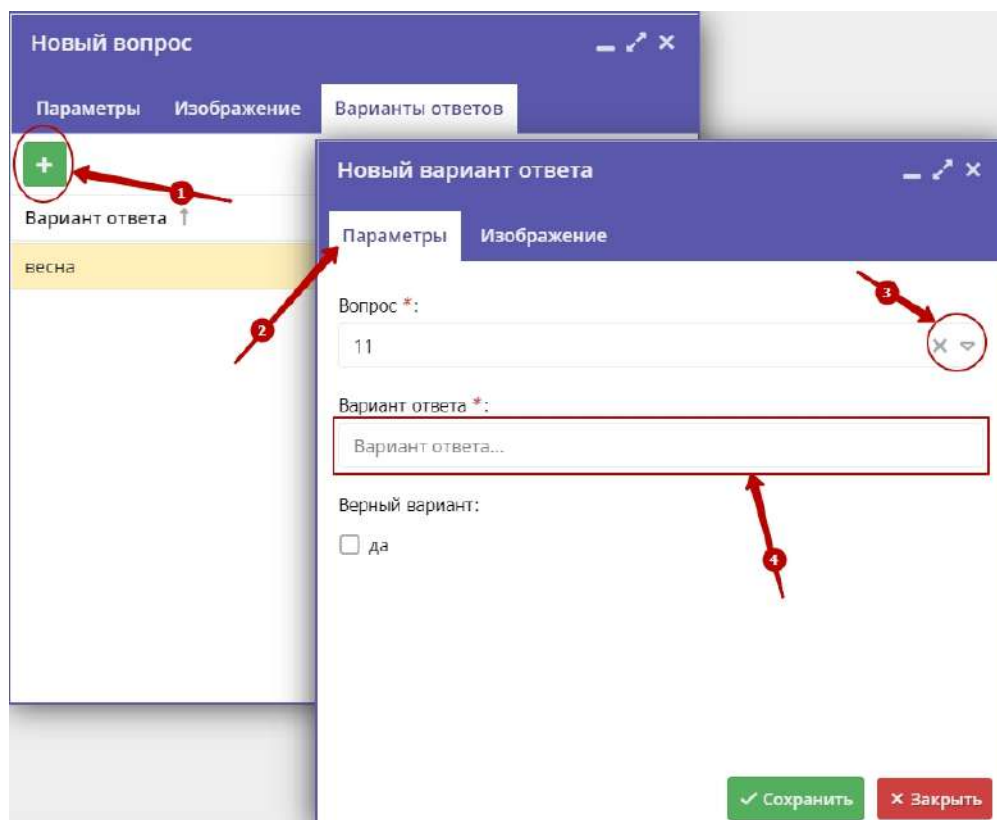 Новый вопрос
Параметры Изображение Варианты ответов
+
1
Вариант ответа ↑
весна
Новый вариант ответа
Параметры Изображение
2
3
Вопрос *:
11
Вариант ответа *:
Вариант ответа...
4
Верный вариант:
да
Сохранить
Закрыть